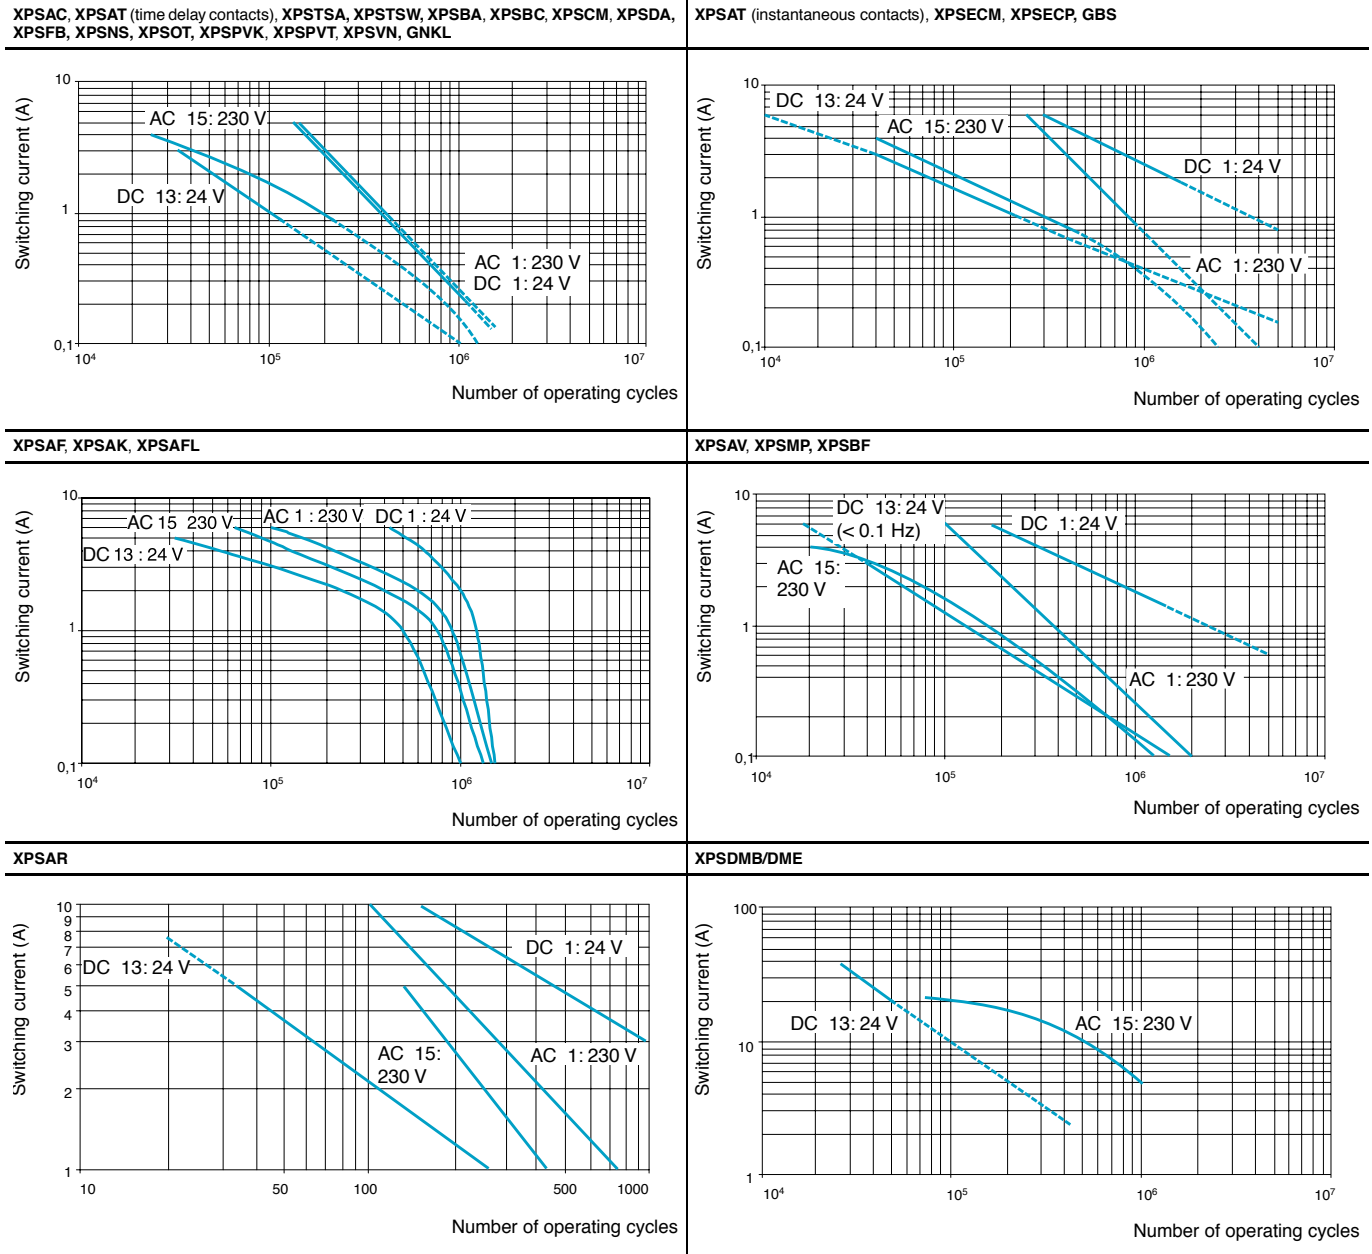 XPSAC, XPSAT (time delay contacts), XPSTSA, XPSTSW, XPSBA, XPSBC, XPSCM, XPSDA,
XPSFB, XPSNS, XPSOT, XPSPVK, XPSPVT, XPSVN, GNKL
Switching current (A)
10
1
0,1
AC 15: 230 V
DC 13: 24 V
AC 1: 230 V
DC 1: 24 V
10⁴ 10⁵ 10⁶ 10⁷
Number of operating cycles
XPSAT (instantaneous contacts), XPSECM, XPSECP, GBS
Switching current (A)
10
1
0,1
DC 13: 24 V
AC 15: 230 V
DC 1: 24 V
AC 1: 230 V
10⁴ 10⁵ 10⁶ 10⁷
Number of operating cycles
XPSAF, XPSAK, XPSAFL
Switching current (A)
10
1
0,1
AC 15 230 V
AC 1 : 230 V
DC 1 : 24 V
DC 13 : 24 V
10⁴ 10⁵ 10⁶ 10⁷
Number of operating cycles
XPSAV, XPSMP, XPSBF
Switching current (A)
10
1
0,1
DC 13: 24 V
(< 0.1 Hz)
DC 1: 24 V
AC 15:
230 V
AC 1: 230 V
10⁴ 10⁵ 10⁶ 10⁷
Number of operating cycles
XPSAR
Switching current (A)
10
9
8
7
6
5
4
3
2
1
DC 1: 24 V
DC 13: 24 V
AC 15:
230 V
AC 1: 230 V
10 50 100 500 1000
Number of operating cycles
XPSDMB/DME
Switching current (A)
100
10
1
DC 13: 24 V
AC 15: 230 V
10⁴ 10⁵ 10⁶ 10⁷
Number of operating cycles